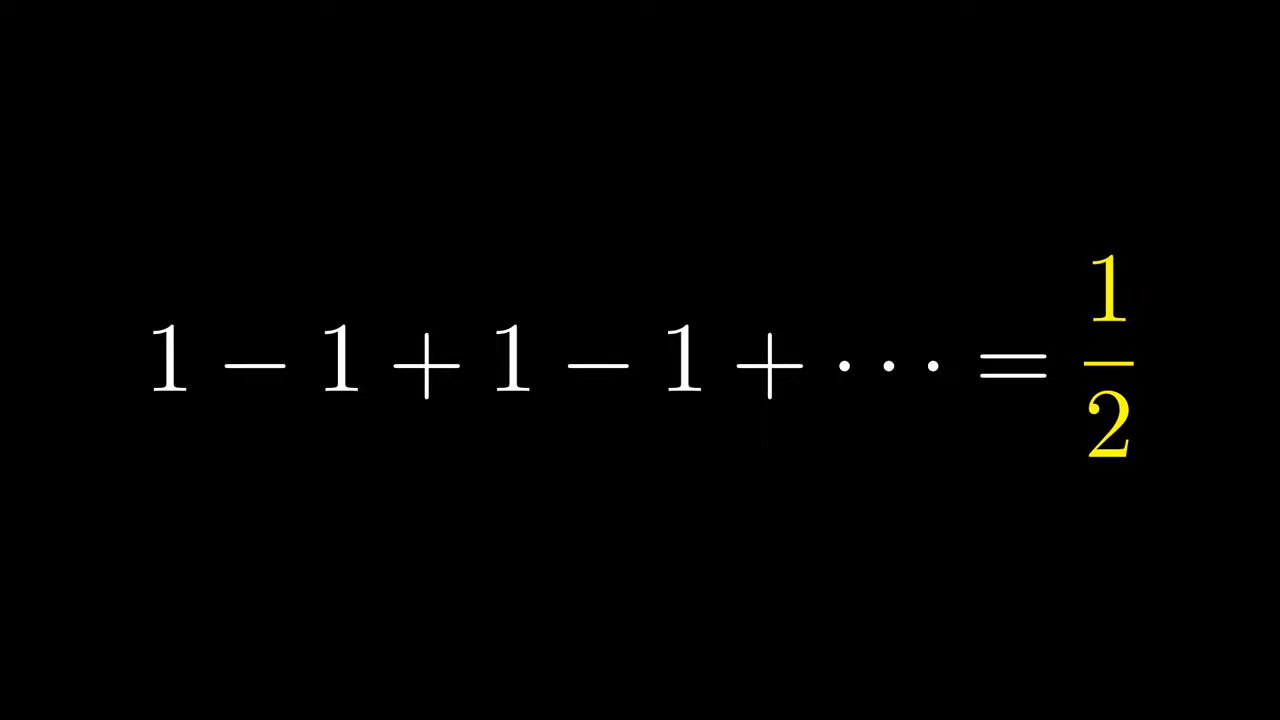 1 − 1 + 1 − 1 + ⋯ = 1/2